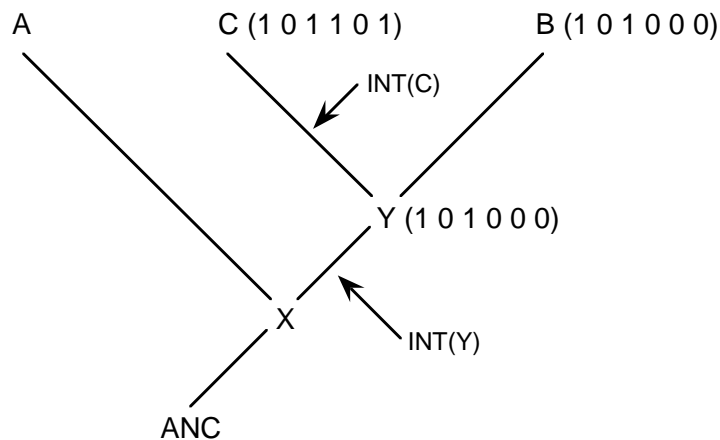 A
C (1 0 1 1 0 1)
B (1 0 1 0 0 0)
INT(C)
Y (1 0 1 0 0 0)
X
INT(Y)
ANC